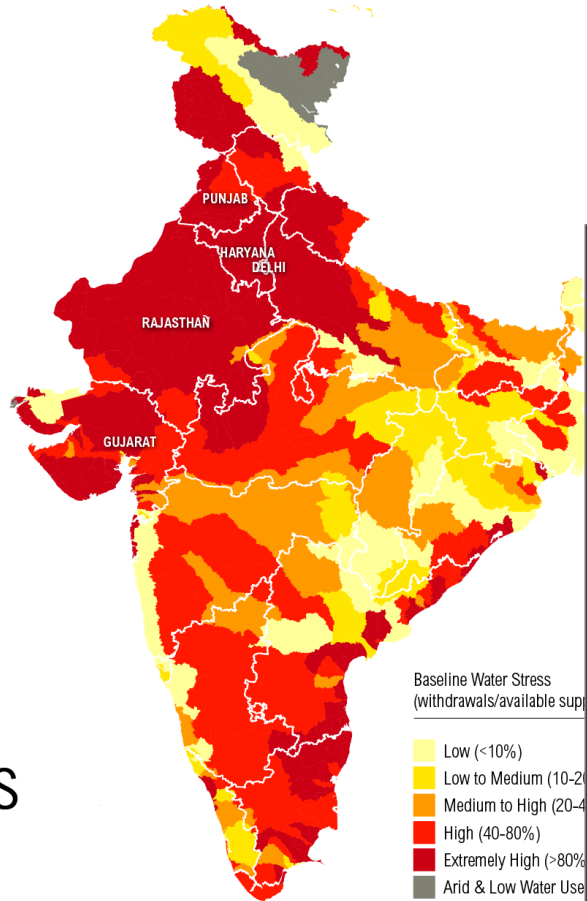 PUNJAB
HARYANA
DELHI
RAJASTHAN
GUJARAT
Baseline Water Stress
(withdrawals/available supp
Low (<10%)
Low to Medium (10-20
Medium to High (20-4
High (40-80%)
Extremely High (>80%
Arid & Low Water Use
S